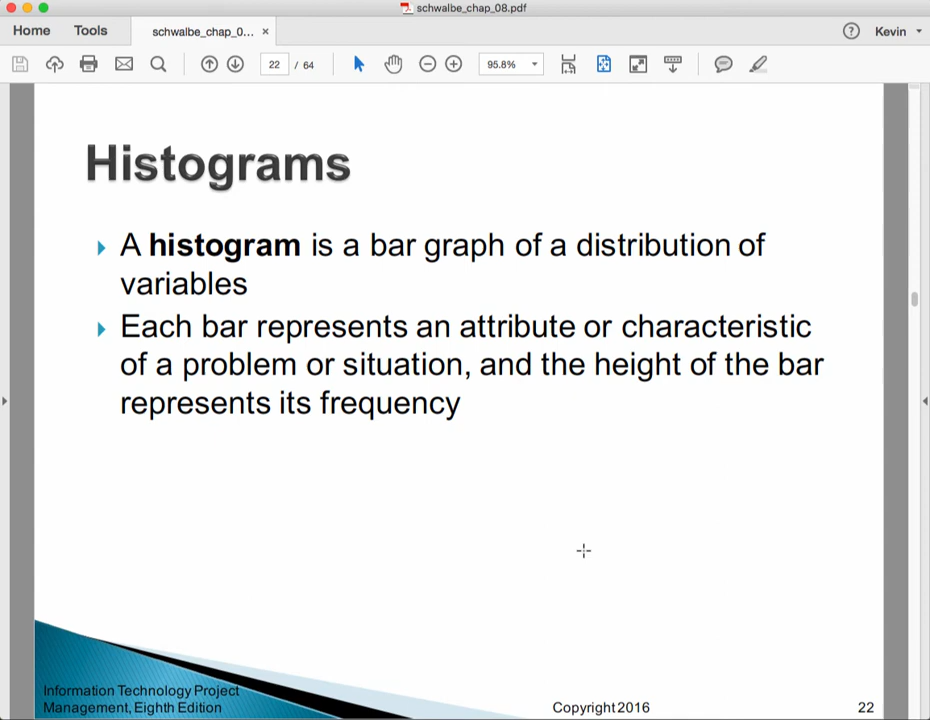 schwalbe_chap_08.pdf
Home Tools schwalbe_chap_0... × ? Kevin
22 / 64 95.8%
Histograms
A histogram is a bar graph of a distribution of
variables
Each bar represents an attribute or characteristic
of a problem or situation, and the height of the bar
represents its frequency
Information Technology Project
Management, Eighth Edition
Copyright 2016
22